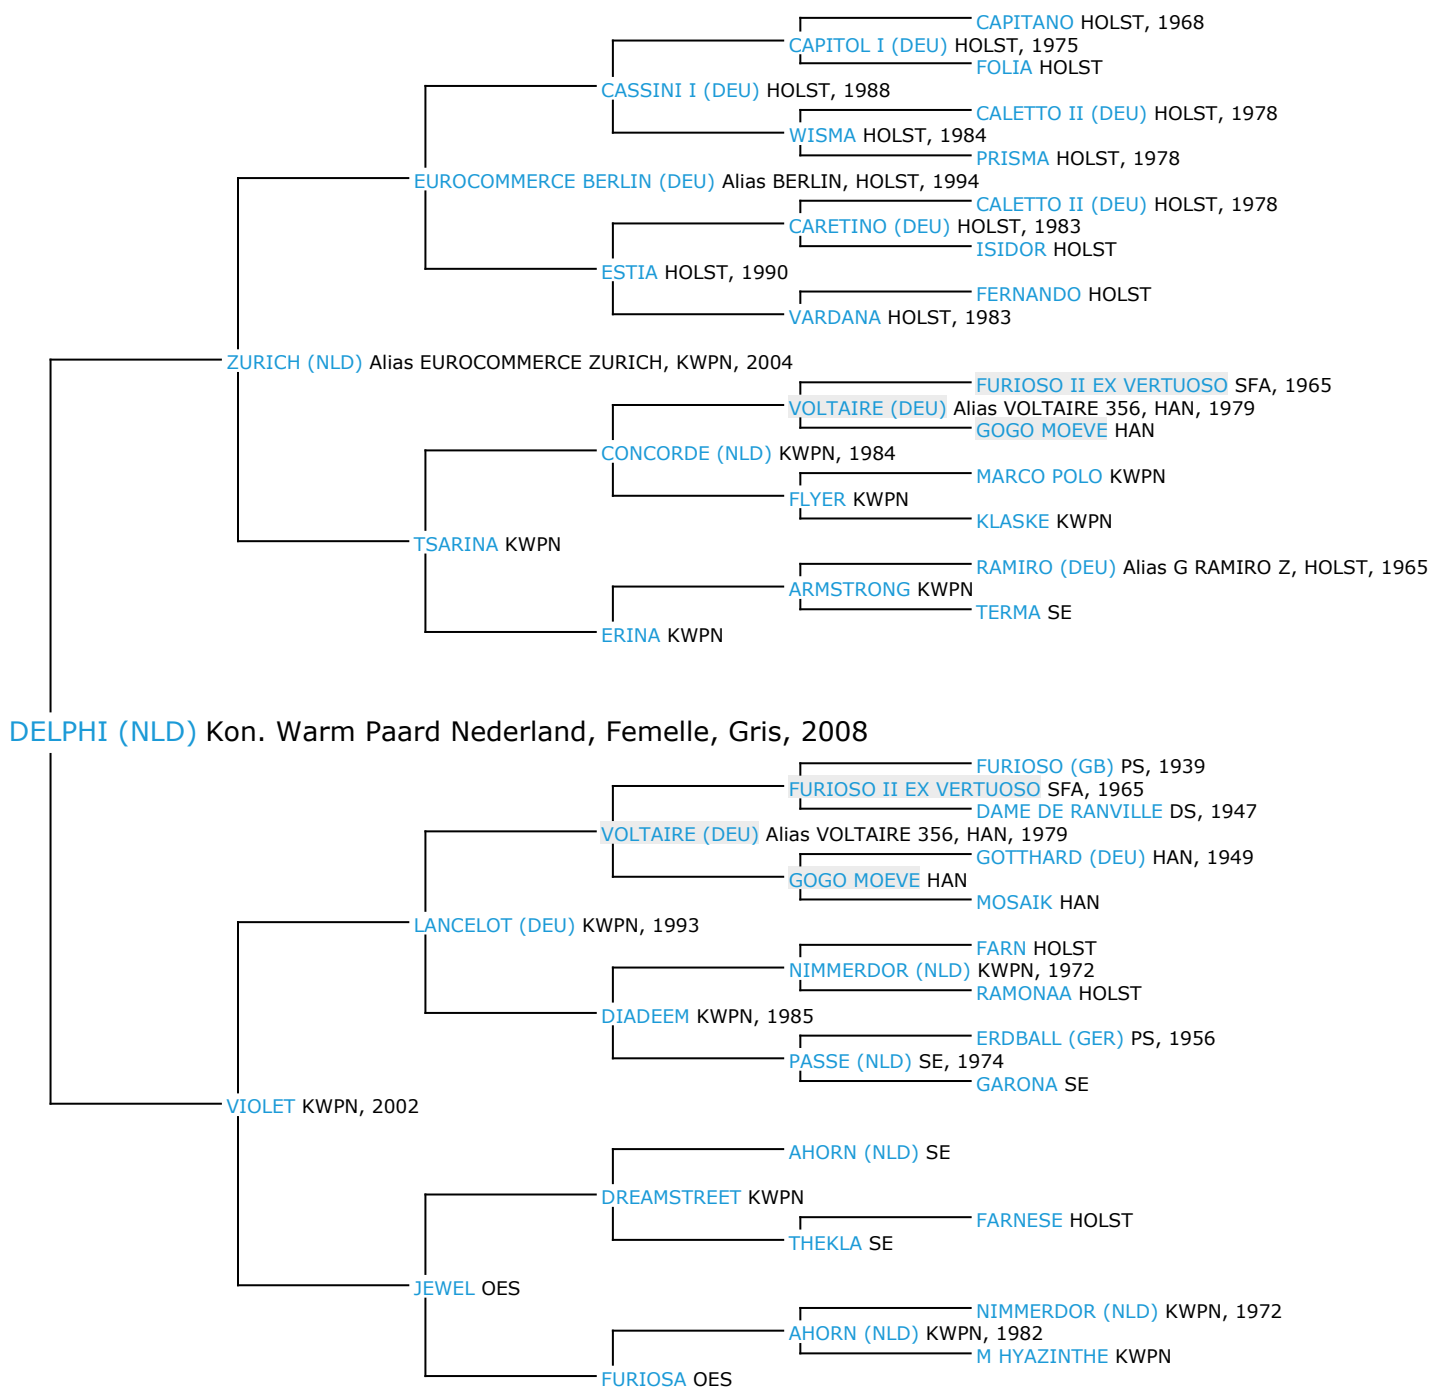 CAPITANO HOLST, 1968
CAPITOL I (DEU) HOLST, 1975
FOLIA HOLST
CASSINI I (DEU) HOLST, 1988
CALETTO II (DEU) HOLST, 1978
WISMA HOLST, 1984
PRISMA HOLST, 1978
EUROCOMMERCE BERLIN (DEU) Alias BERLIN, HOLST, 1994
CALETTO II (DEU) HOLST, 1978
CARETINO (DEU) HOLST, 1983
ISIDOR HOLST
ESTIA HOLST, 1990
FERNANDO HOLST
VARDANA HOLST, 1983
ZURICH (NLD) Alias EUROCOMMERCE ZURICH, KWPN, 2004
FURIOSO II EX VERTUOSO SFA, 1965
VOLTAIRE (DEU) Alias VOLTAIRE 356, HAN, 1979
GOGO MOEVE HAN
CONCORDE (NLD) KWPN, 1984
MARCO POLO KWPN
FLYER KWPN
KLASKE KWPN
TSARINA KWPN
RAMIRO (DEU) Alias G RAMIRO Z, HOLST, 1965
ARMSTRONG KWPN
TERMA SE
ERINA KWPN
DELPHI (NLD) Kon. Warm Paard Nederland, Femelle, Gris, 2008
FURIOSO (GB) PS, 1939
FURIOSO II EX VERTUOSO SFA, 1965
DAME DE RANVILLE DS, 1947
VOLTAIRE (DEU) Alias VOLTAIRE 356, HAN, 1979
GOTTHARD (DEU) HAN, 1949
GOGO MOEVE HAN
MOSAIK HAN
LANCELOT (DEU) KWPN, 1993
FARN HOLST
NIMMERDOR (NLD) KWPN, 1972
RAMONAA HOLST
DIADEEM KWPN, 1985
ERDBALL (GER) PS, 1956
PASSE (NLD) SE, 1974
GARONA SE
VIOLET KWPN, 2002
AHORN (NLD) SE
DREAMSTREET KWPN
FARNESE HOLST
THEKLA SE
JEWEL OES
NIMMERDOR (NLD) KWPN, 1972
AHORN (NLD) KWPN, 1982
M HYAZINTHE KWPN
FURIOSA OES